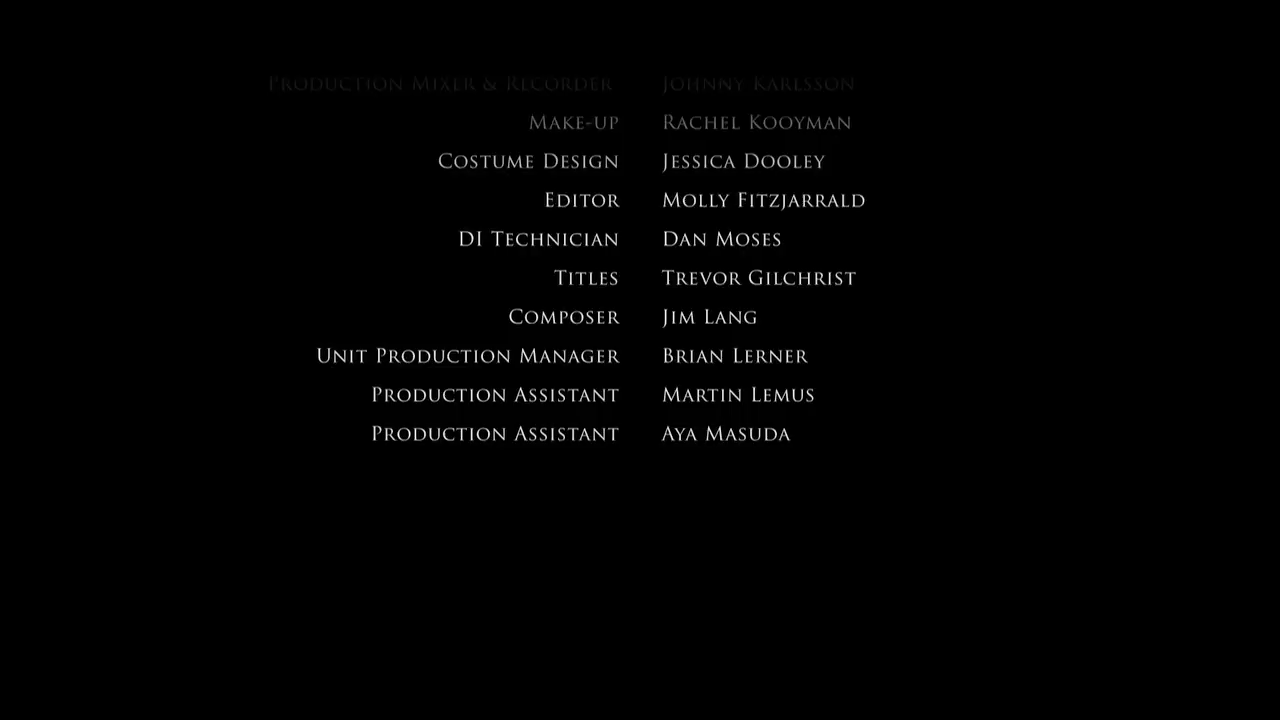 Production Mixer & Recorder Johnny Karlsson
Make-up Rachel Kooyman
Costume Design Jessica Dooley
Editor Molly Fitzjarrald
DI Technician Dan Moses
Titles Trevor Gilchrist
Composer Jim Lang
Unit Production Manager Brian Lerner
Production Assistant Martin Lemus
Production Assistant Aya Masuda